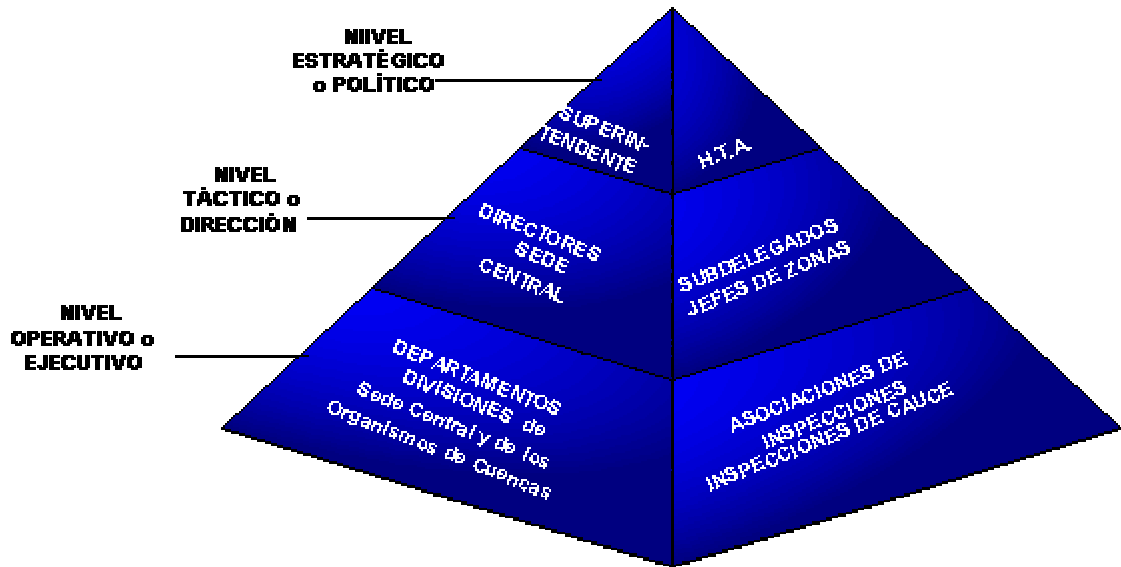 NIIVEL
ESTRATÉGICO
o POLÍTICO
SUPERIN-
TENDENTE
H.T.A
NIVEL
TÁCTICO o
DIRECCIÓN
DIRECTORES
SEDE
CENTRAL
SUBDELEGADOS
JEFES DE ZONAS
NIVEL
OPERATIVO o
EJECUTIVO
DEPARTAMENTOS
DIVISIONES de
Sede Central y de los
Organismos de Cuencas
ASOCIACIONES DE
INSPECCIONES
INSPECCIONES DE CAUCE